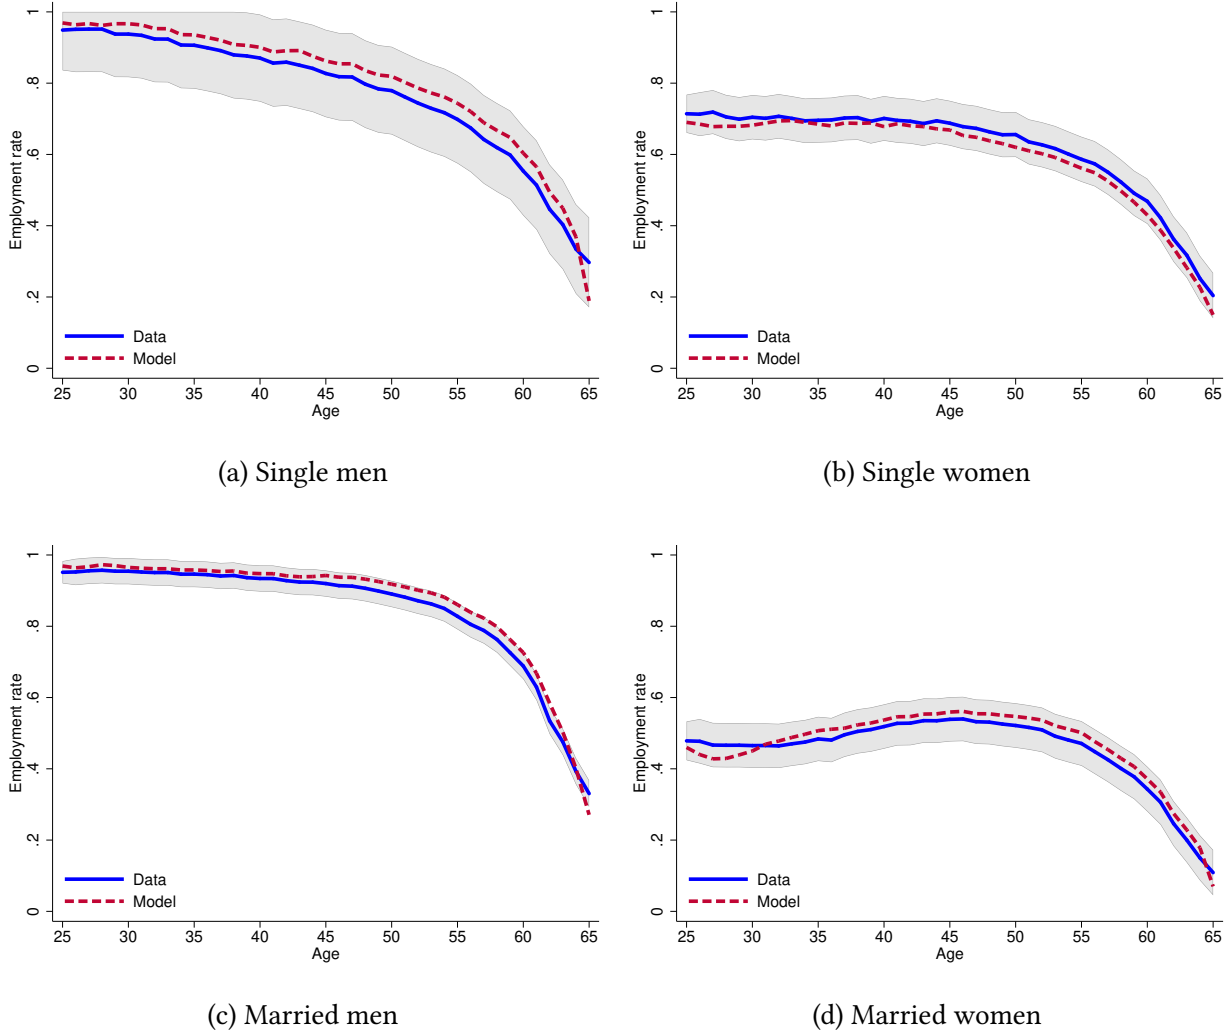 Employment rate
0 .2 .4 .6 .8 1
Data
Model
25 30 35 40 45 50 55 60 65
Age
(a) Single men
Employment rate
0 .2 .4 .6 .8 1
Data
Model
25 30 35 40 45 50 55 60 65
Age
(b) Single women
Employment rate
0 .2 .4 .6 .8 1
Data
Model
25 30 35 40 45 50 55 60 65
Age
(c) Married men
Employment rate
0 .2 .4 .6 .8 1
Data
Model
25 30 35 40 45 50 55 60 65
Age
(d) Married women